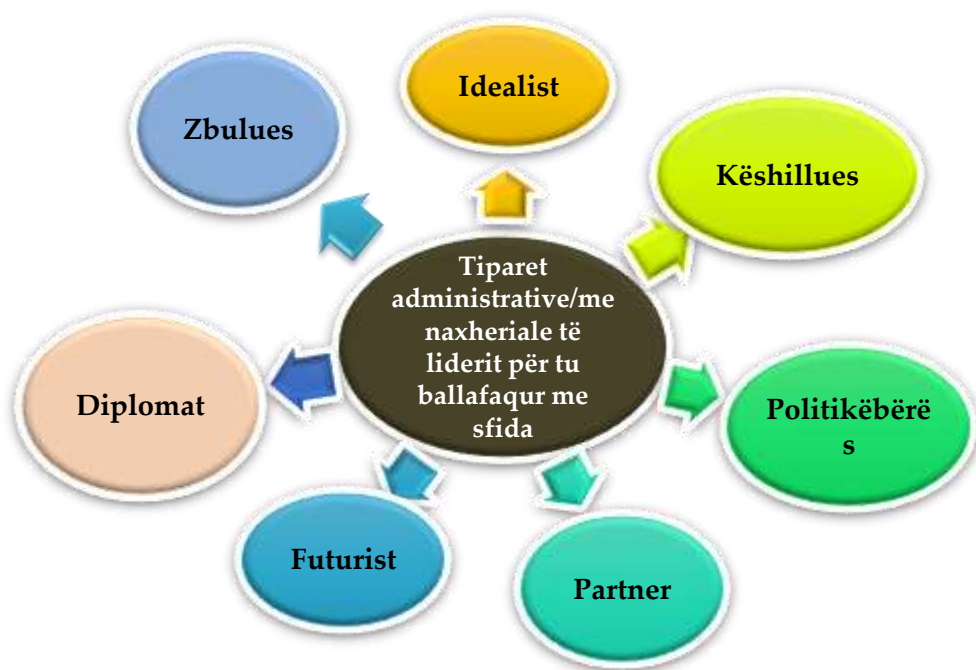 Idealist
Zbulues
Këshillues
Tiparet
administrative/me
naxheriale të
liderit për tu
ballafaqur me
sfida
Diplomat
Politikëbërë
s
Futurist
Partner